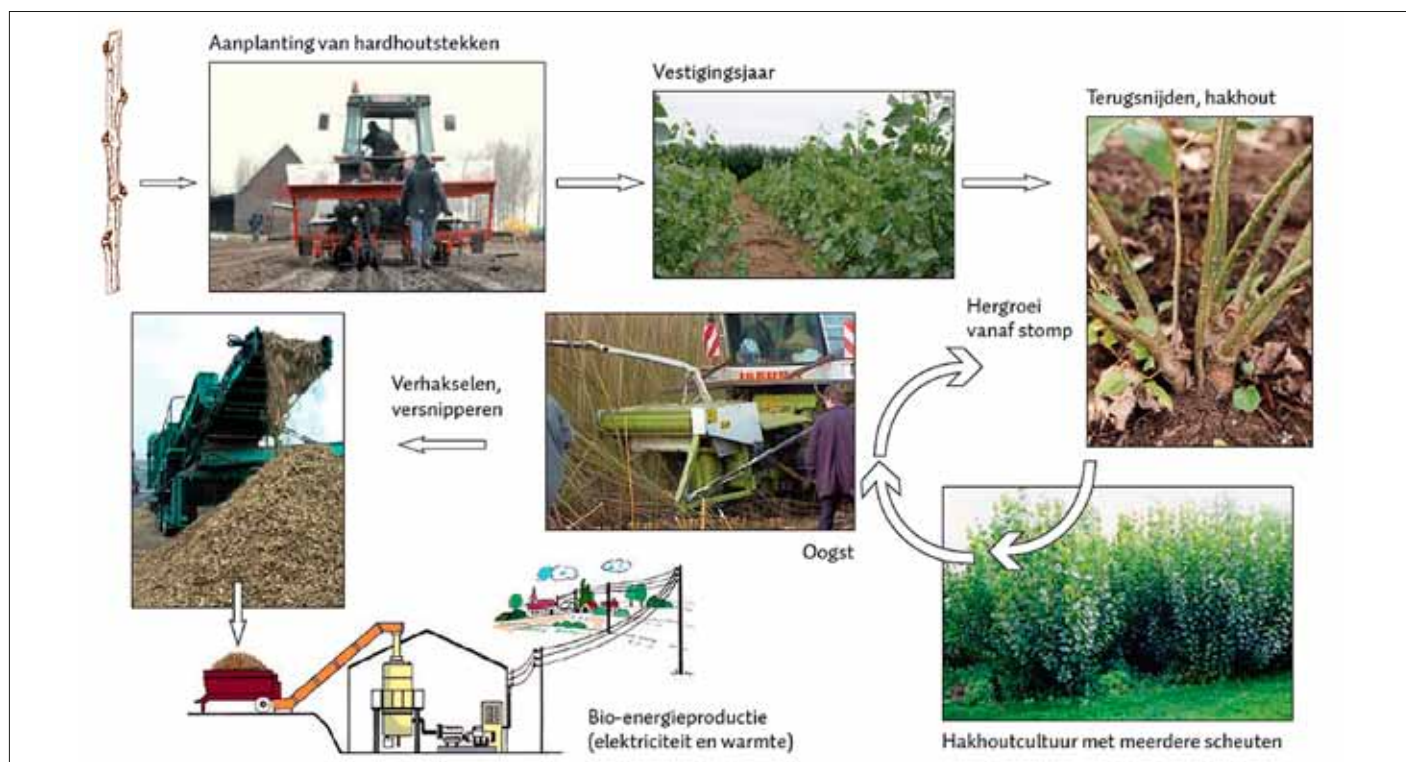 Aanplanting van hardhoutstekken
Vestigingsjaar
Terugsnijden, hakhout
Hergroei
vanaf stomp
Verhakselen,
versnipperen
Oogst
Bio-energieproductie
(elektriciteit en warmte)
Hakhoutcultuur met meerdere scheuten